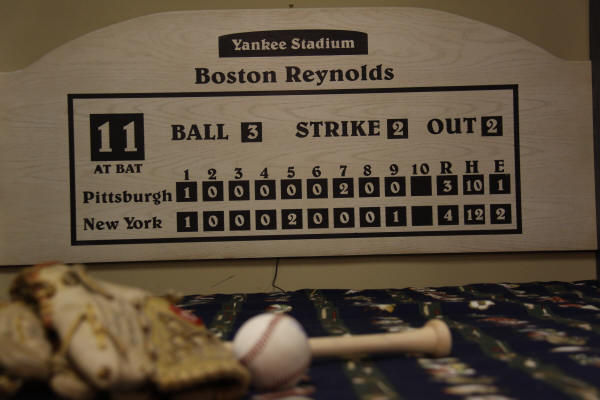 Yankee Stadium
Boston Reynolds
11 BALL 3 STRIKE 2 OUT 2
AT BAT
1 2 3 4 5 6 7 8 9 10 R H E
Pittsburgh 1 0 0 0 0 0 2 0 0 3 10 1
New York 1 0 0 0 2 0 0 0 1 4 12 2